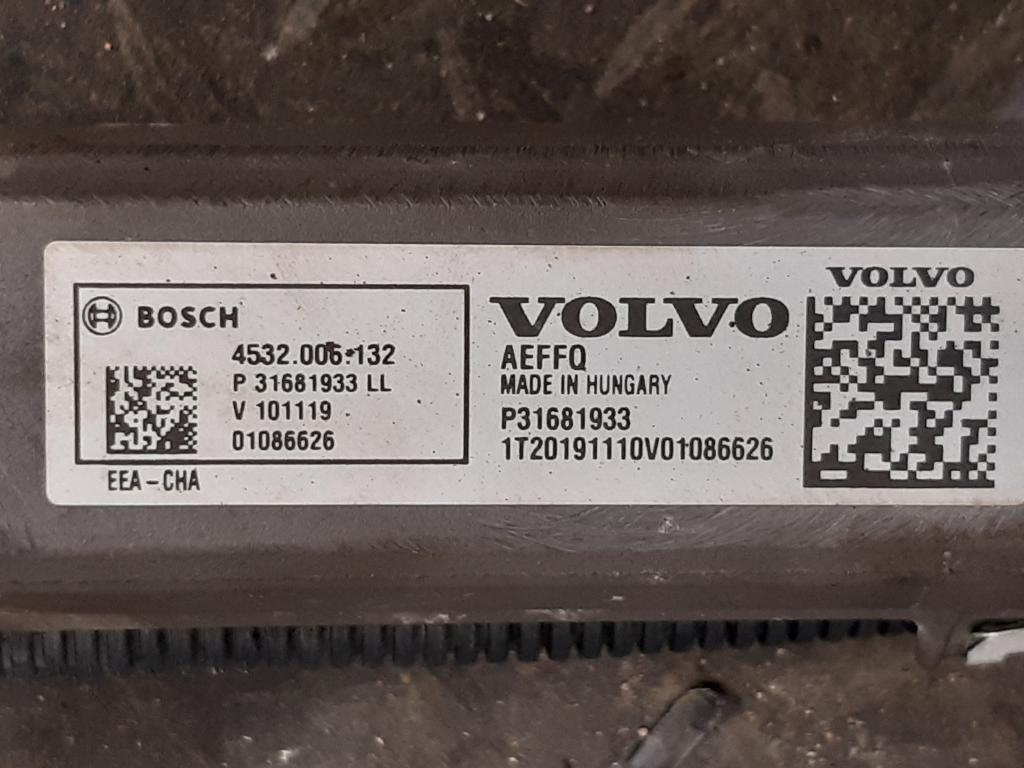 BOSCH
4532.006.132
P 31681933 LL
V 101119
01086626
EEA-CHA
VOLVO
AEFFQ
MADE IN HUNGARY
P31681933
1T20191110V01086626
VOLVO